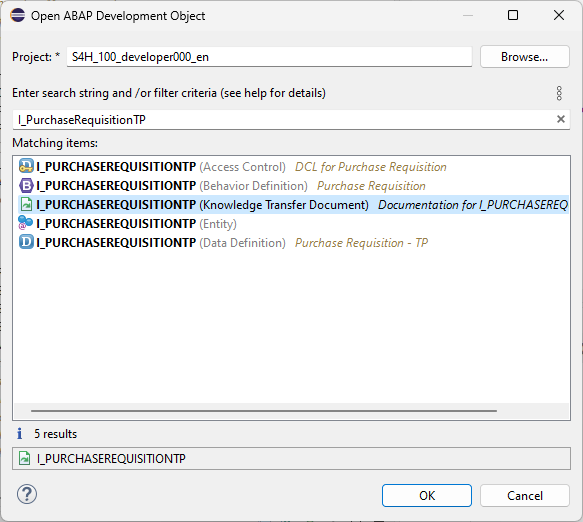 Open ABAP Development Object
Project: * S4H_100_developer000_en Browse...
Enter search string and /or filter criteria (see help for details)
I_PurchaseRequisitionTP
Matching items:
I_PURCHASEREQUISITIONTP (Access Control) DCL for Purchase Requisition
I_PURCHASEREQUISITIONTP (Behavior Definition) Purchase Requisition
I_PURCHASEREQUISITIONTP (Knowledge Transfer Document) Documentation for I_PURCHASEREQ
I_PURCHASEREQUISITIONTP (Entity)
I_PURCHASEREQUISITIONTP (Data Definition) Purchase Requisition - TP
5 results
I_PURCHASEREQUISITIONTP
OK Cancel